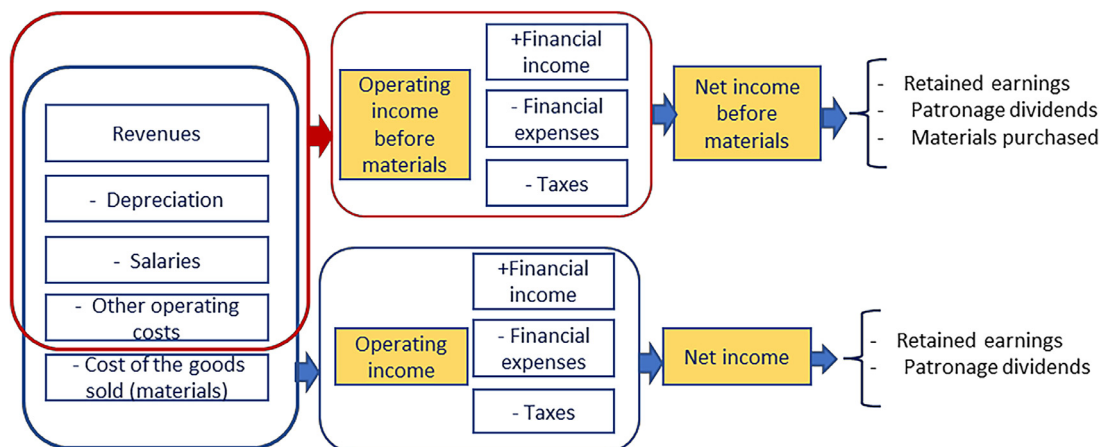 Revenues
- Depreciation
- Salaries
- Other operating
costs
- Cost of the goods
sold (materials)
Operating
income
before
materials
+Financial
income
- Financial
expenses
- Taxes
Net income
before
materials
- Retained earnings
- Patronage dividends
- Materials purchased
Operating
income
+Financial
income
- Financial
expenses
- Taxes
Net income
- Retained earnings
- Patronage dividends